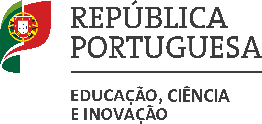 REPÚBLICA
PORTUGUESA
EDUCAÇÃO, CIÊNCIA
E INOVAÇÃO